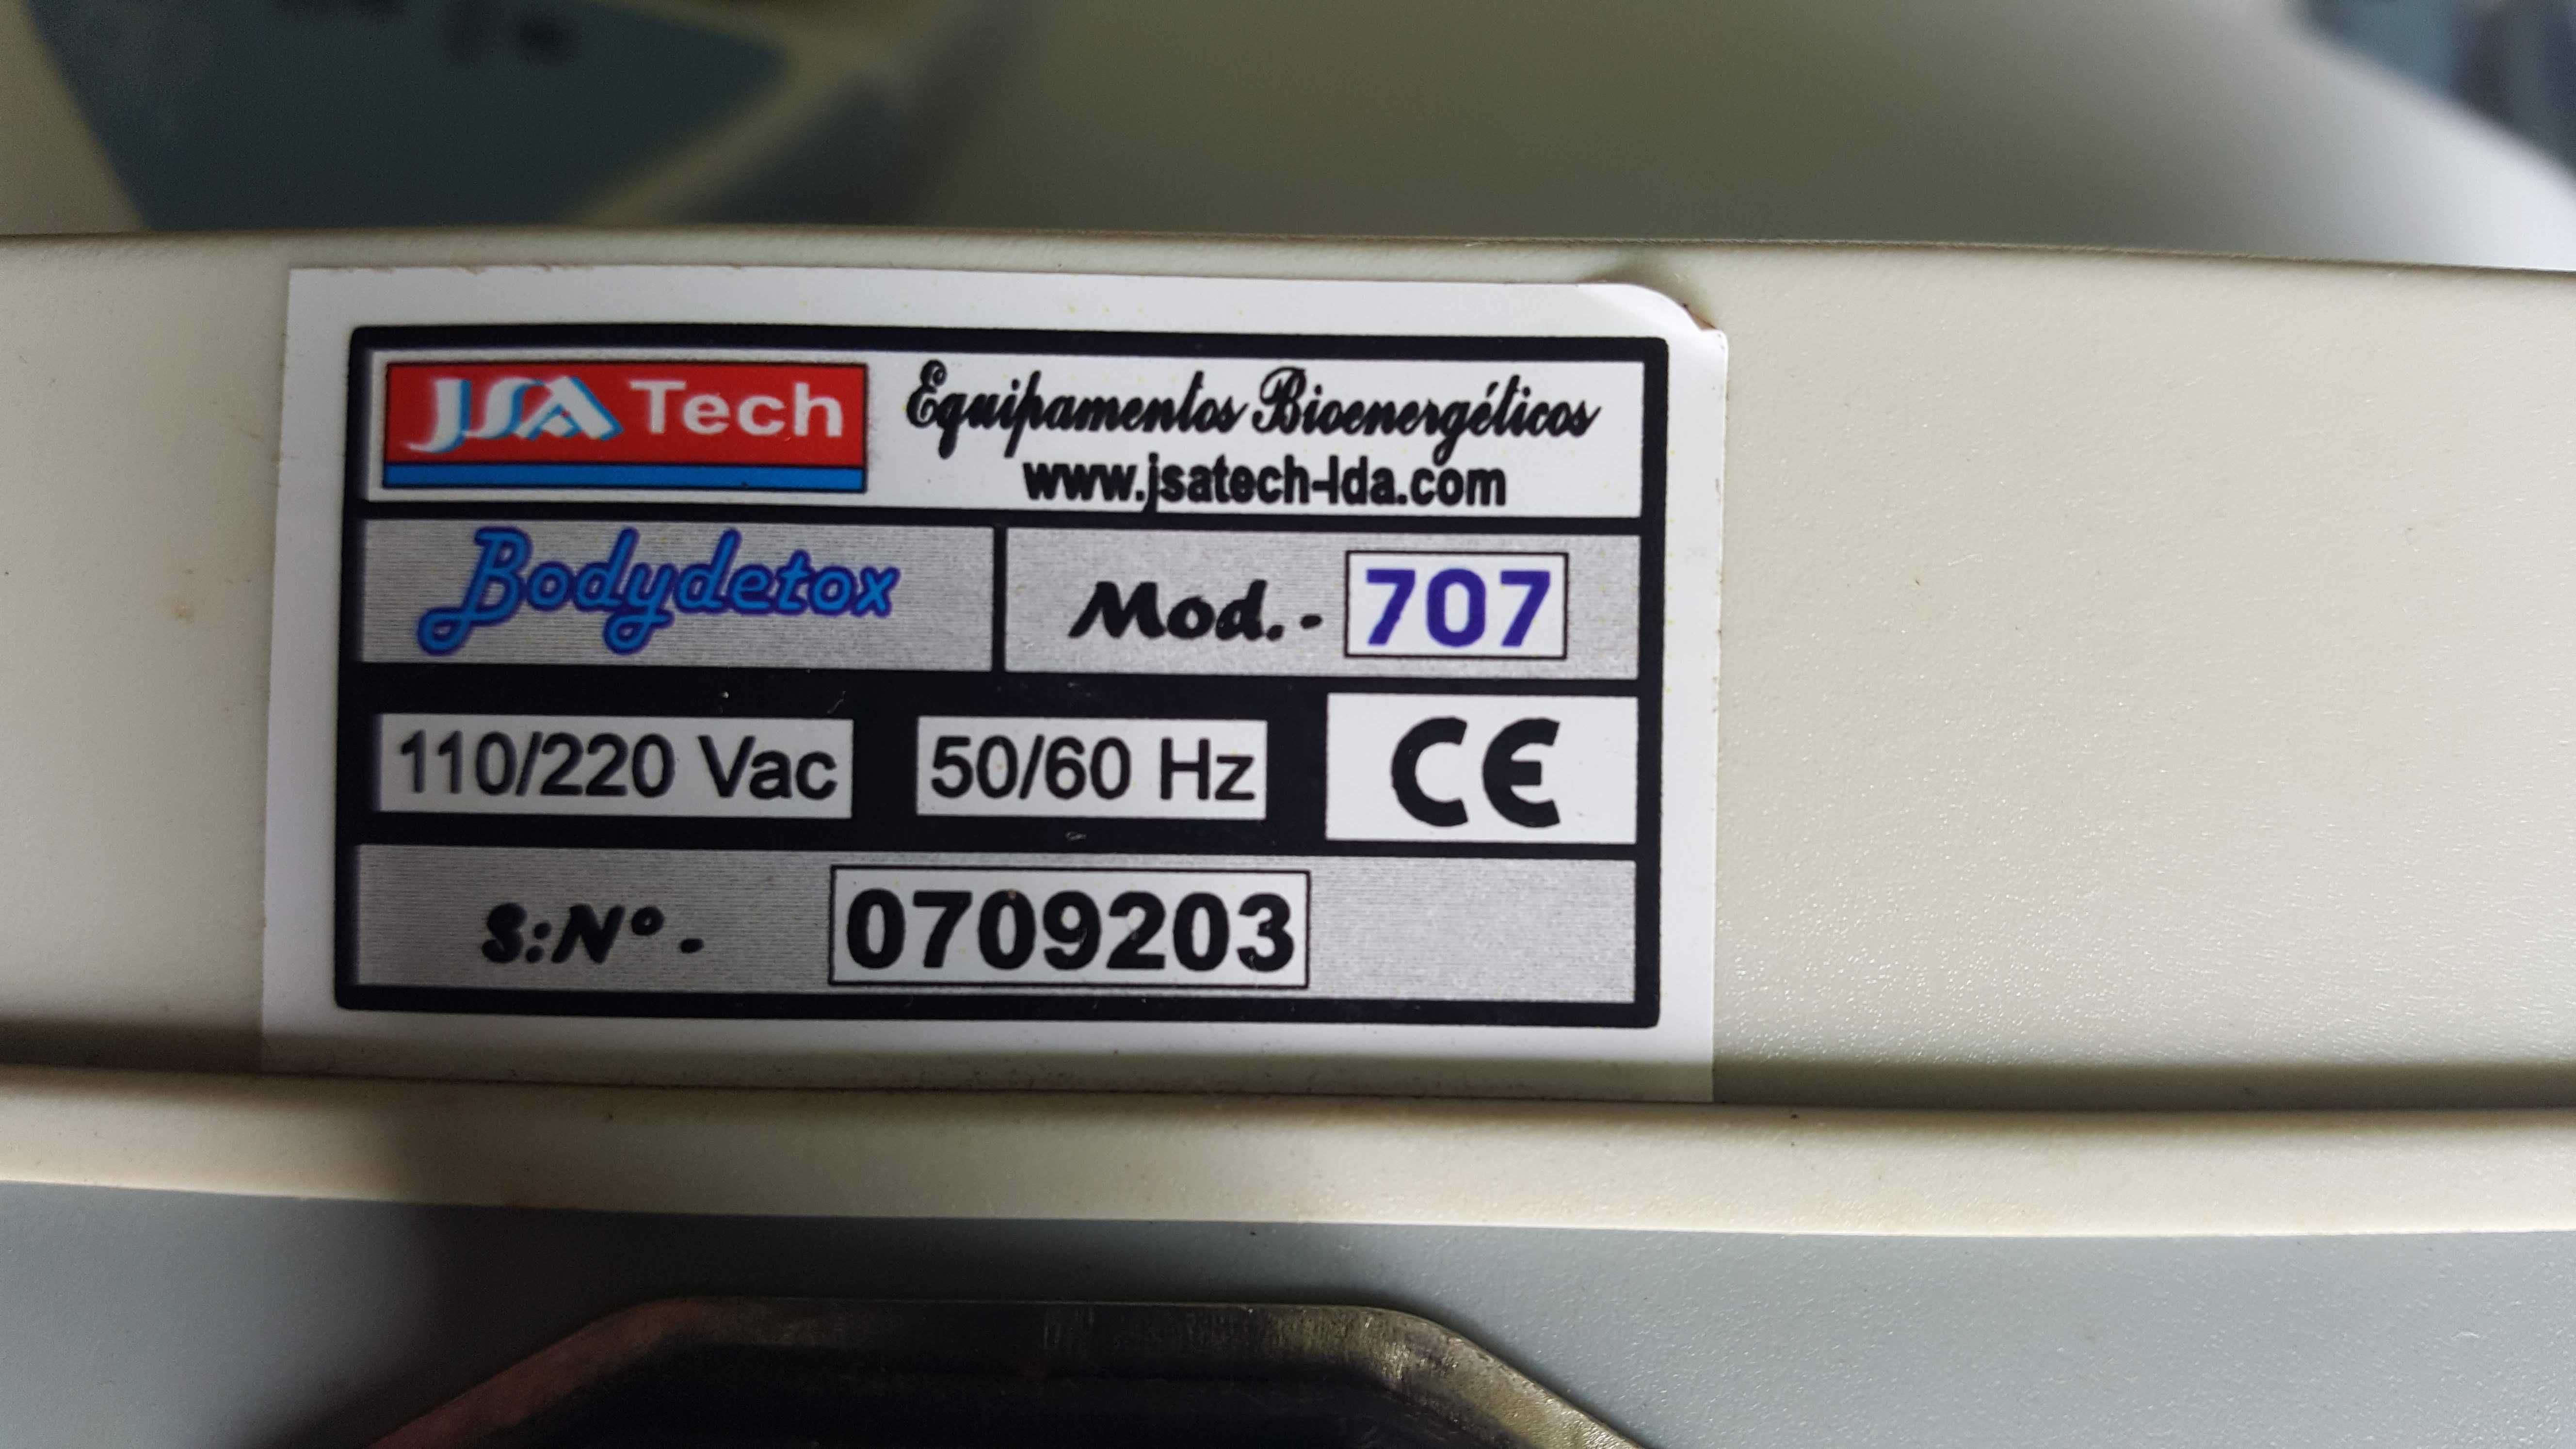 JSA Tech
Equipamentos Bioenergéticos
www.jsatech-lda.com
Bodydetox
Mod.- 707
110/220 Vac 50/60 Hz CE
S:Nº - 0709203